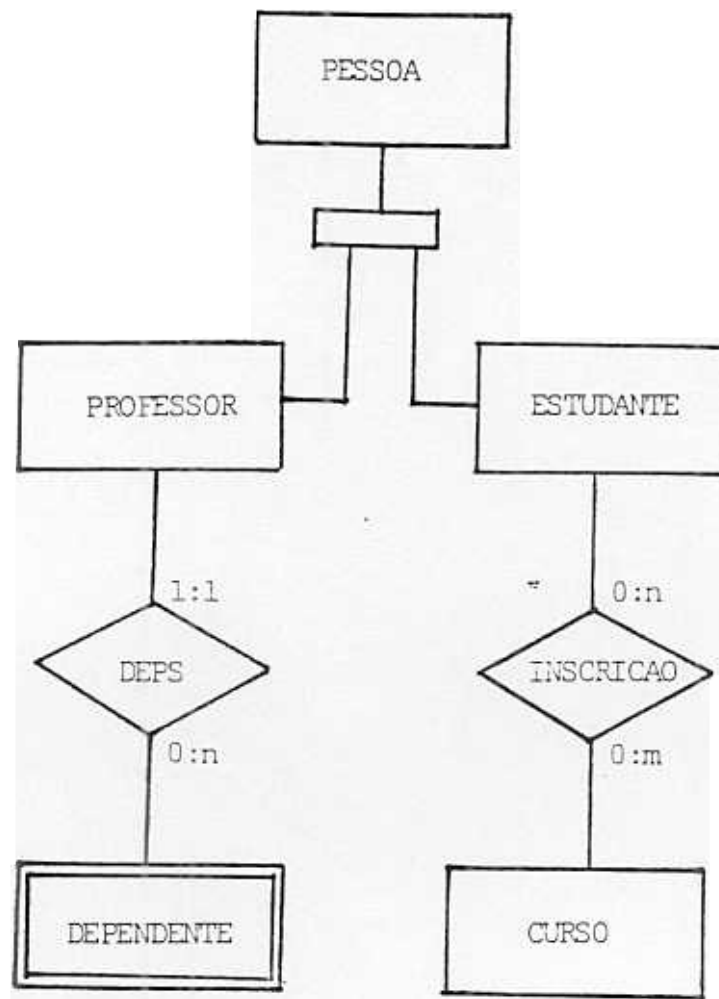 PESSOA
PROFESSOR
ESTUDANTE
1:1
0:n
DEPS
INSCRICAO
0:n
0:m
DEPENDENTE
CURSO